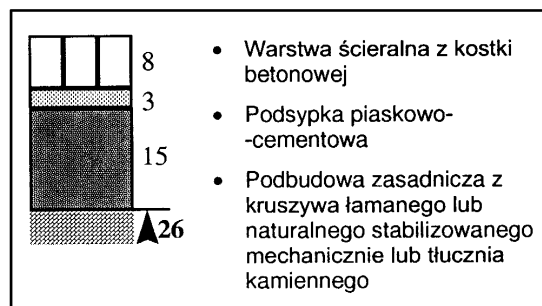 8
3
15
26
• Warstwa ścieralna z kostki
betonowej
• Podsypka piaskowo-
-cementowa
• Podbudowa zasadnicza z
kruszywa łamanego lub
naturalnego stabilizowanego
mechanicznie lub tłucznia
kamiennego